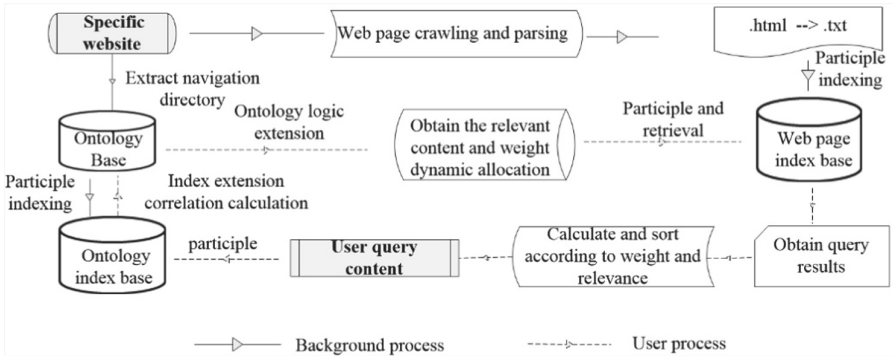 Specific
website
Web page crawling and parsing
.html --> .txt
Participle
indexing
Extract navigation
directory
Ontology
Base
Ontology logic
extension
Obtain the relevant
content and weight
dynamic allocation
Participle and
retrieval
Web page
index base
Participle
indexing
Index extension
correlation calculation
Ontology
index base
participle
User query
content
Calculate and sort
according to weight and
relevance
Obtain query
results
Background process
User process